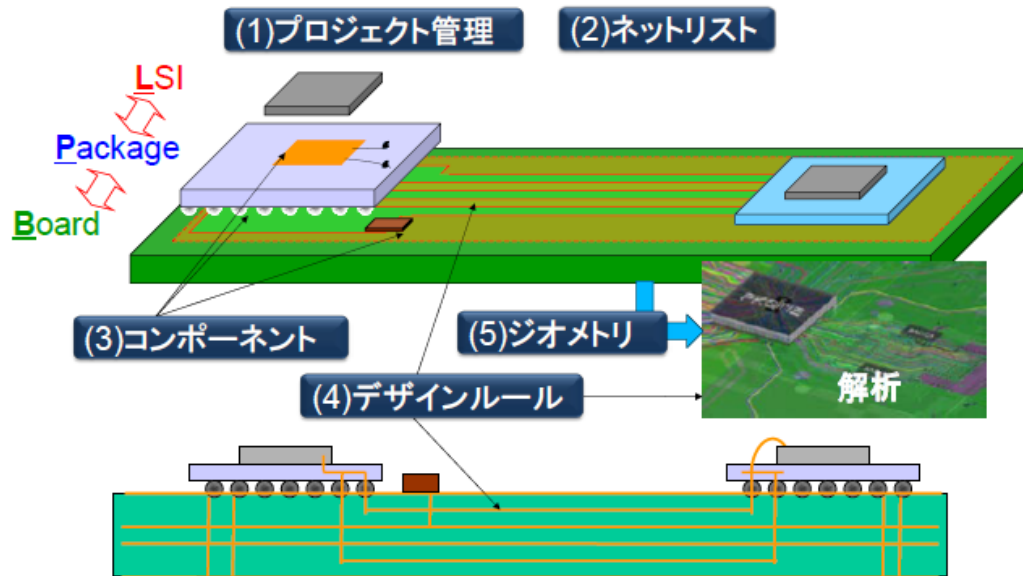 (1)プロジェクト管理
(2)ネットリスト
LSI
Package
Board
(3)コンポーネント
(5)ジオメトリ
解析
(4)デザインルール